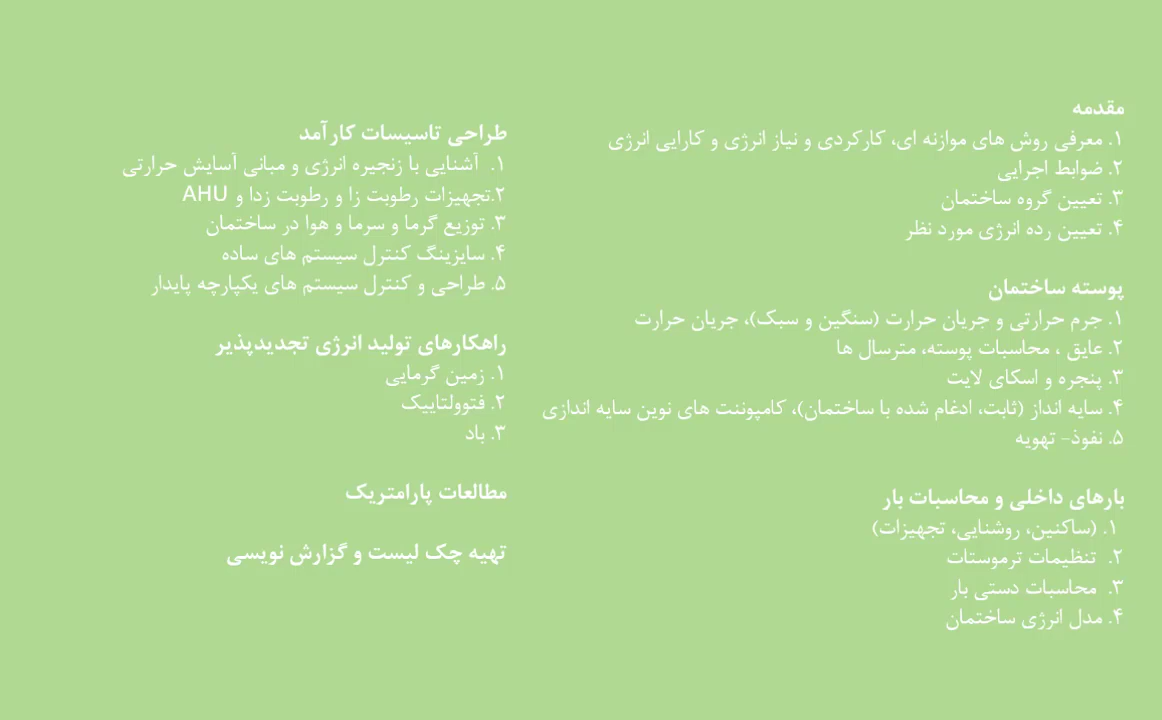 مقدمه
۱. معرفی روش های موازنه ای، کارکردی و نیاز انرژی و کارایی انرژی
۲. ضوابط اجرایی
۳. تعیین گروه ساختمان
۴. تعیین رده انرژی مورد نظر
پوسته ساختمان
۱. جرم حرارتی و جریان حرارت (سنگین و سبک)، جریان حرارت
۲. عایق ، محاسبات پوسته، مترسال ها
۳. پنجره و اسکای لایت
۴. سایه انداز (ثابت، ادغام شده با ساختمان)، کامپوننت های نوین سایه اندازی
۵. نفوذ- تهویه
بارهای داخلی و محاسبات بار
۱. (ساکنین، روشنایی، تجهیزات)
۲. تنظیمات ترموستات
۳. محاسبات دستی بار
۴. مدل انرژی ساختمان
طراحی تاسیسات کارآمد
۱. آشنایی با زنجیره انرژی و مبانی آسایش حرارتی
۲.تجهیزات رطوبت زا و رطوبت زدا و AHU
۳. توزیع گرما و سرما و هوا در ساختمان
۴. سایزینگ کنترل سیستم های ساده
۵. طراحی و کنترل سیستم های یکپارچه پایدار
راهکارهای تولید انرژی تجدیدپذیر
۱. زمین گرمایی
۲. فتوولتاییک
۳. باد
مطالعات پارامتریک
تهیه چک لیست و گزارش نویسی